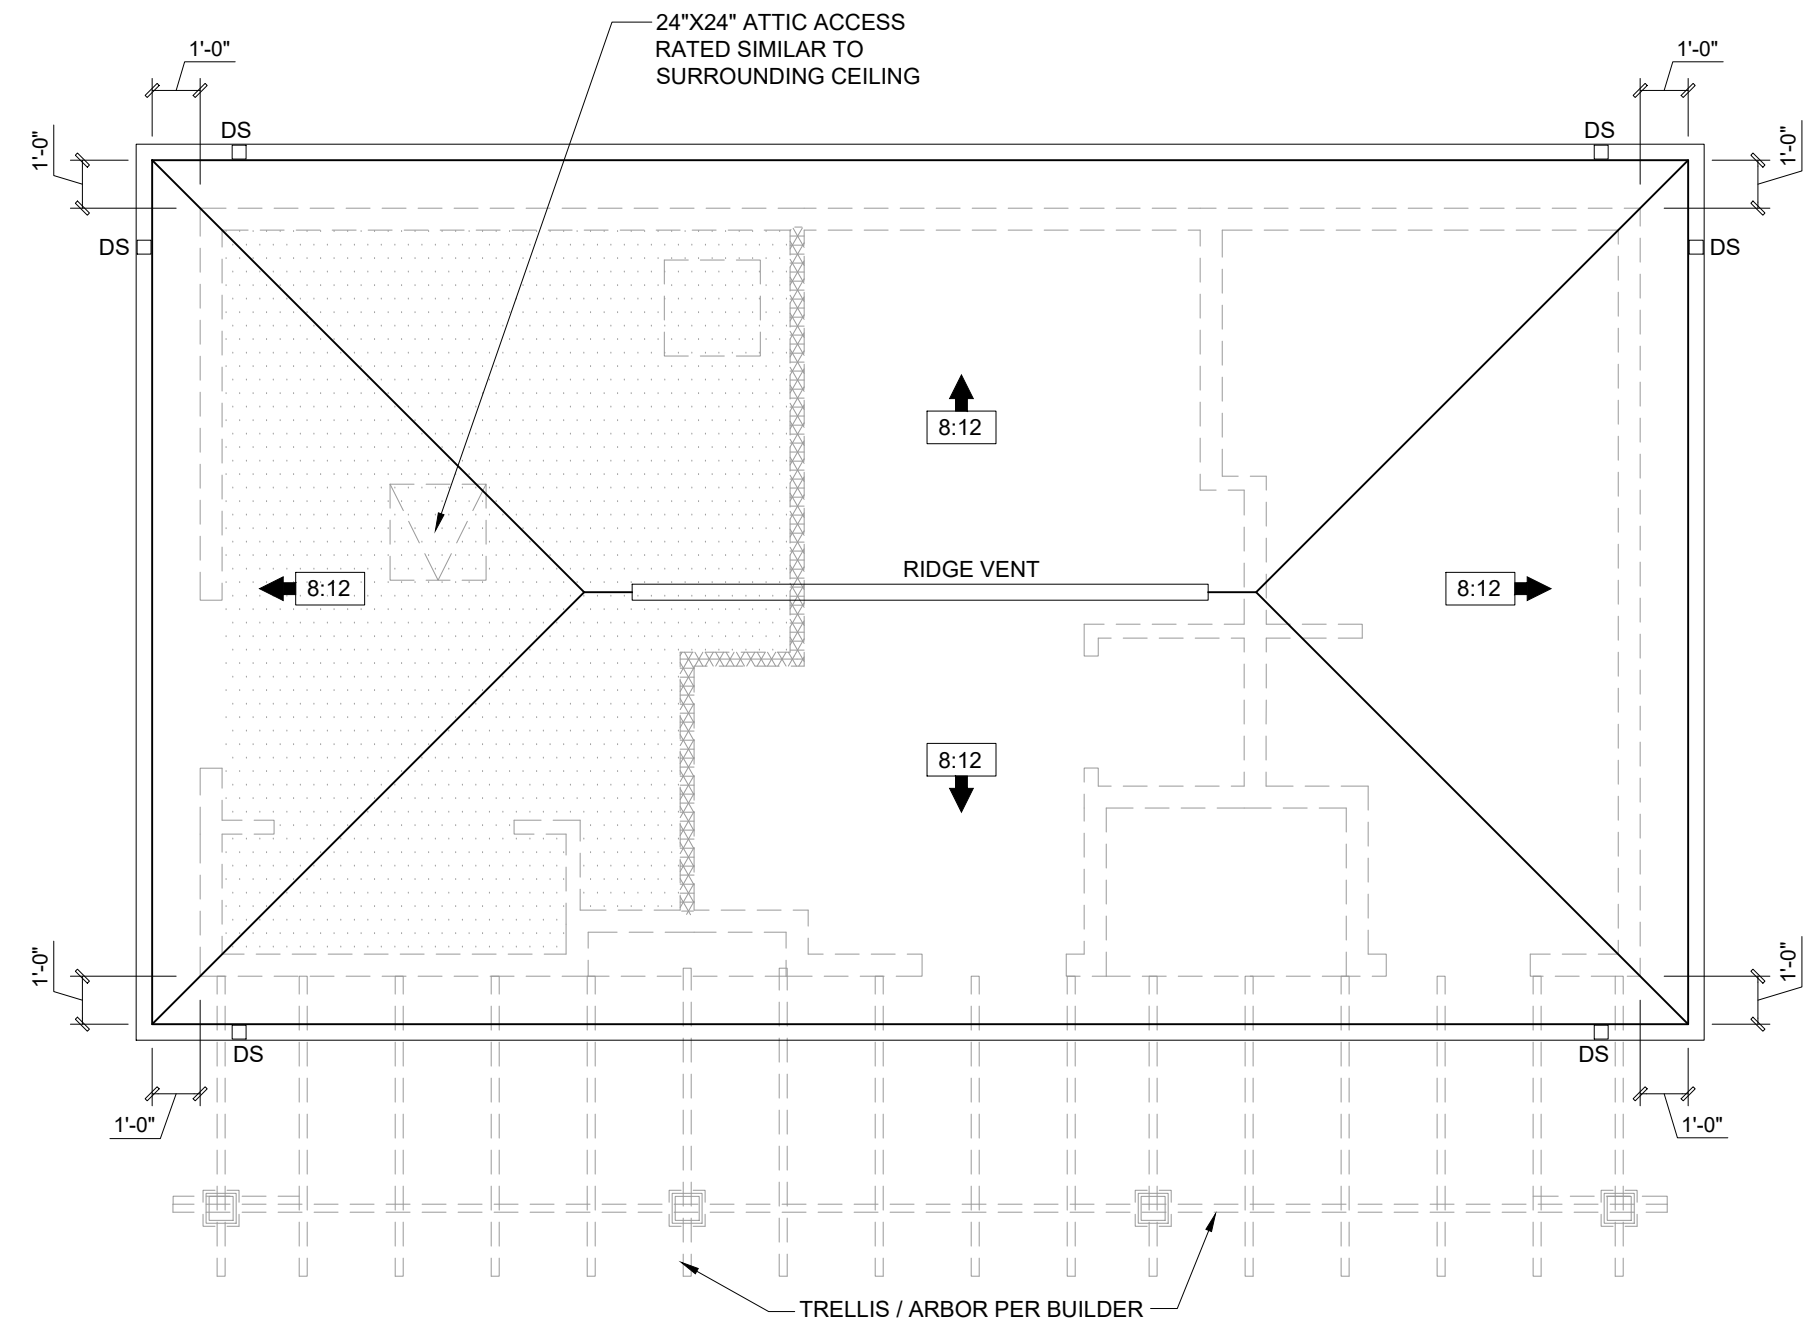 24"X24" ATTIC ACCESS
RATED SIMILAR TO
SURROUNDING CEILING
1'-0"
1'-0"
1'-0"
1'-0"
DS
DS
DS
DS
8:12
RIDGE VENT
8:12
8:12
8:12
1'-0"
1'-0"
DS
DS
1'-0"
1'-0"
TRELLIS / ARBOR PER BUILDER